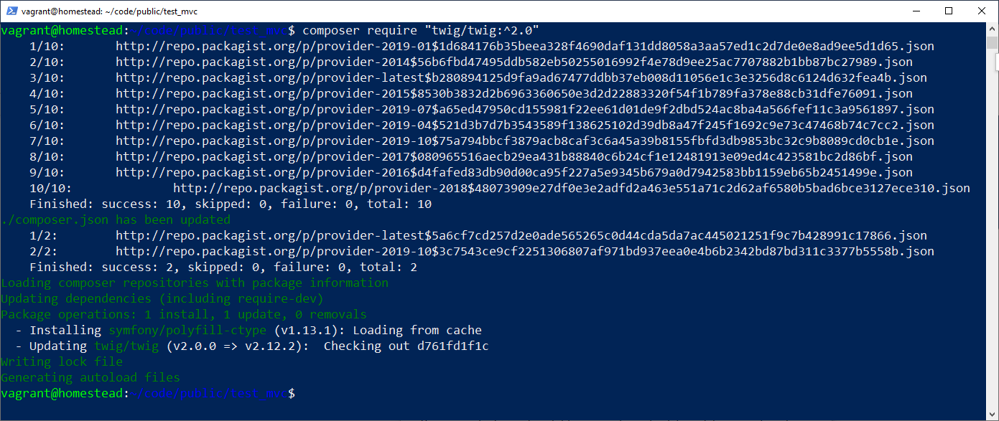 vagrant@homestead: ~/code/public/test_mvc
vagrant@homestead:~/code/public/test_mvc$ composer require "twig/twig:^2.0"
1/10: http://repo.packagist.org/p/provider-2019-01$1d684176b35beea328f4690daf131dd8058a3aa57ed1c2d7de0e8ad9ee5d1d65.json
2/10: http://repo.packagist.org/p/provider-2014$56b6fbd47495ddb582eb50255016992f4e78d9ee25ac7707882b1bb87bc27989.json
3/10: http://repo.packagist.org/p/provider-latest$b280894125d9fa9ad67477ddbb37eb008d11056e1c3e3256d8c6124d632fea4b.json
4/10: http://repo.packagist.org/p/provider-2015$8530b3832d2b6963360650e3d2d22883320f54f1b789fa378e88cb31dfe76091.json
5/10: http://repo.packagist.org/p/provider-2019-07$a65ed47950cd155981f22ee61d01de9f2dbd524ac8ba4a566fef11c3a9561897.json
6/10: http://repo.packagist.org/p/provider-2019-04$521d3b7d7b3543589f138625102d39db8a47f245f1692c9e73c47468b74c7cc2.json
7/10: http://repo.packagist.org/p/provider-2019-10$75a794bbcf3879acb8caf3c6a45a39b8155fbfd3db9853bc32c9b8089cd0cb1e.json
8/10: http://repo.packagist.org/p/provider-2017$080965516aecb29ea431b88840c6b24cf1e12481913e09ed4c423581bc2d86bf.json
9/10: http://repo.packagist.org/p/provider-2016$d4fafed83db90d00ca95f227a5e9345b679a0d7942583bb1159eb65b2451499e.json
10/10: http://repo.packagist.org/p/provider-2018$48073909e27df0e3e2adfd2a463e551a71c2d62af6580b5bad6bce3127ece310.json
Finished: success: 10, skipped: 0, failure: 0, total: 10
./composer.json has been updated
1/2: http://repo.packagist.org/p/provider-latest$5a6cf7cd257d2e0ade565265c0d44cda5da7ac445021251f9c7b428991c17866.json
2/2: http://repo.packagist.org/p/provider-2019-10$3c7543ce9cf2251306807af971bd937eea0e4b6b2342bd87bd311c3377b5558b.json
Finished: success: 2, skipped: 0, failure: 0, total: 2
Loading composer repositories with package information
Updating dependencies (including require-dev)
Package operations: 1 install, 1 update, 0 removals
- Installing symfony/polyfill-ctype (v1.13.1): Loading from cache
- Updating twig/twig (v2.0.0 => v2.12.2): Checking out d761fd1f1c
Writing lock file
Generating autoload files
vagrant@homestead:~/code/public/test_mvc$